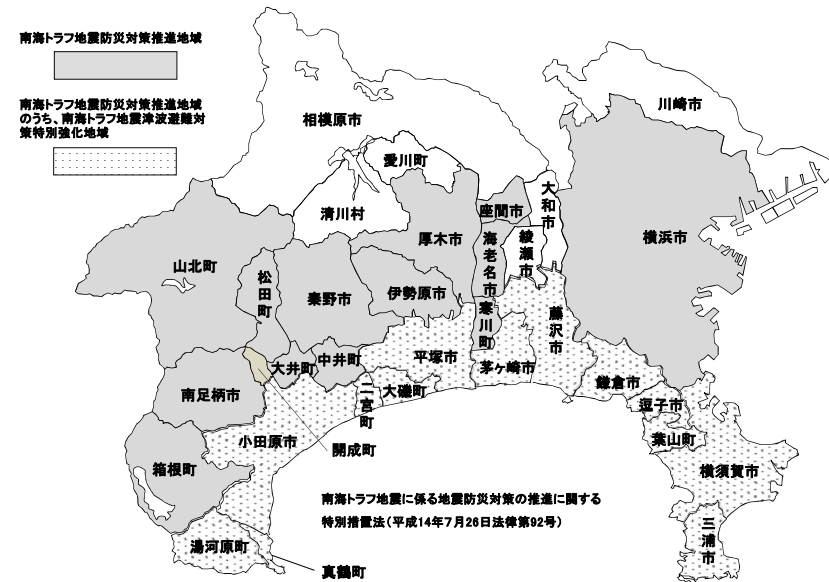 南海トラフ地震防災対策推進地域
南海トラフ地震防災対策推進地域
のうち、南海トラフ地震津波避難対
策特別強化地域
川崎市
相模原市
愛川町
大和市
清川村
座間市
厚木市
海老名市
綾瀬市
横浜市
山北町
松田町
秦野市
伊勢原市
寒川町
藤沢市
平塚市
茅ヶ崎市
大井町
中井町
南足柄市
二宮町
大磯町
鎌倉市
逗子市
小田原市
開成町
葉山町
箱根町
横須賀市
南海トラフ地震に係る地震防災対策の推進に関する
特別措置法(平成14年7月26日法律第92号)
三浦市
湯河原町
真鶴町